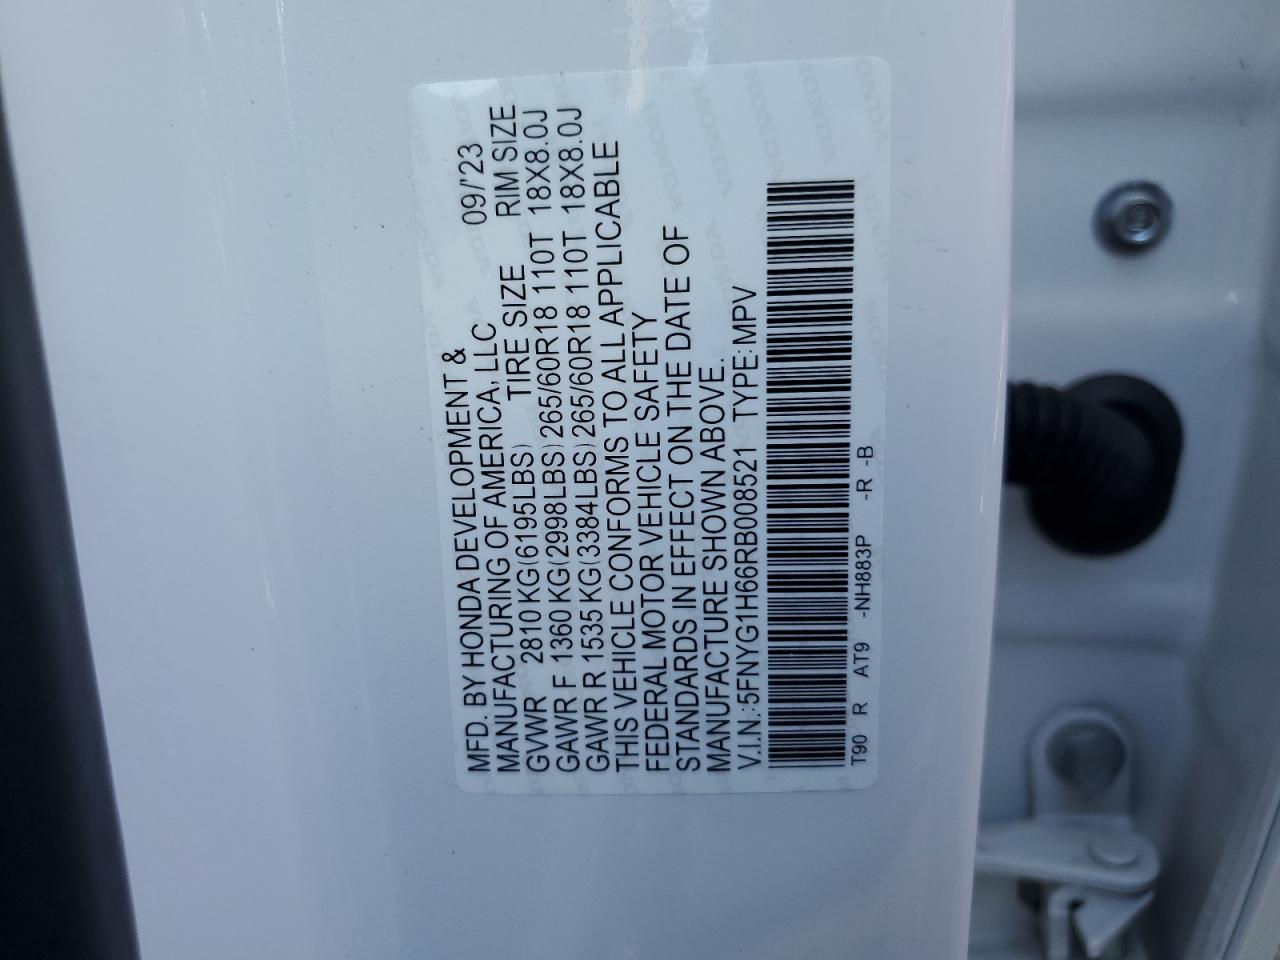 MFD. BY HONDA DEVELOPMENT &
MANUFACTURING OF AMERICA, LLC 09/'23
GVWR 2810 KG(6195LBS) TIRE SIZE RIM SIZE
GAWR F 1360 KG(2998LBS) 265/60R18 110T 18X8.0J
GAWR R 1535 KG(3384LBS) 265/60R18 110T 18X8.0J
THIS VEHICLE CONFORMS TO ALL APPLICABLE
FEDERAL MOTOR VEHICLE SAFETY
STANDARDS IN EFFECT ON THE DATE OF
MANUFACTURE SHOWN ABOVE.
V.I.N.: 5FNYG1H66RB008521 TYPE: MPV
T90 R AT9 -NH883P -R -B